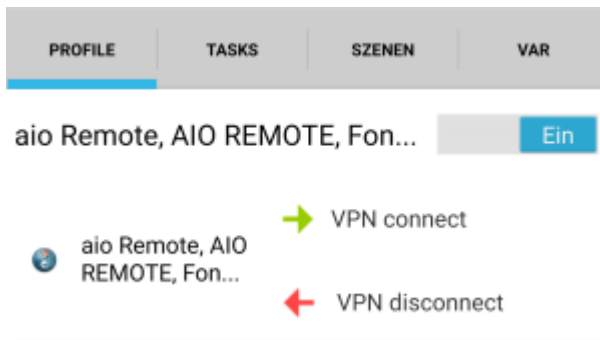 PROFILE TASKS SZENEN VAR
aio Remote, AIO REMOTE, Fon... Ein
VPN connect
aio Remote, AIO
REMOTE, Fon...
VPN disconnect